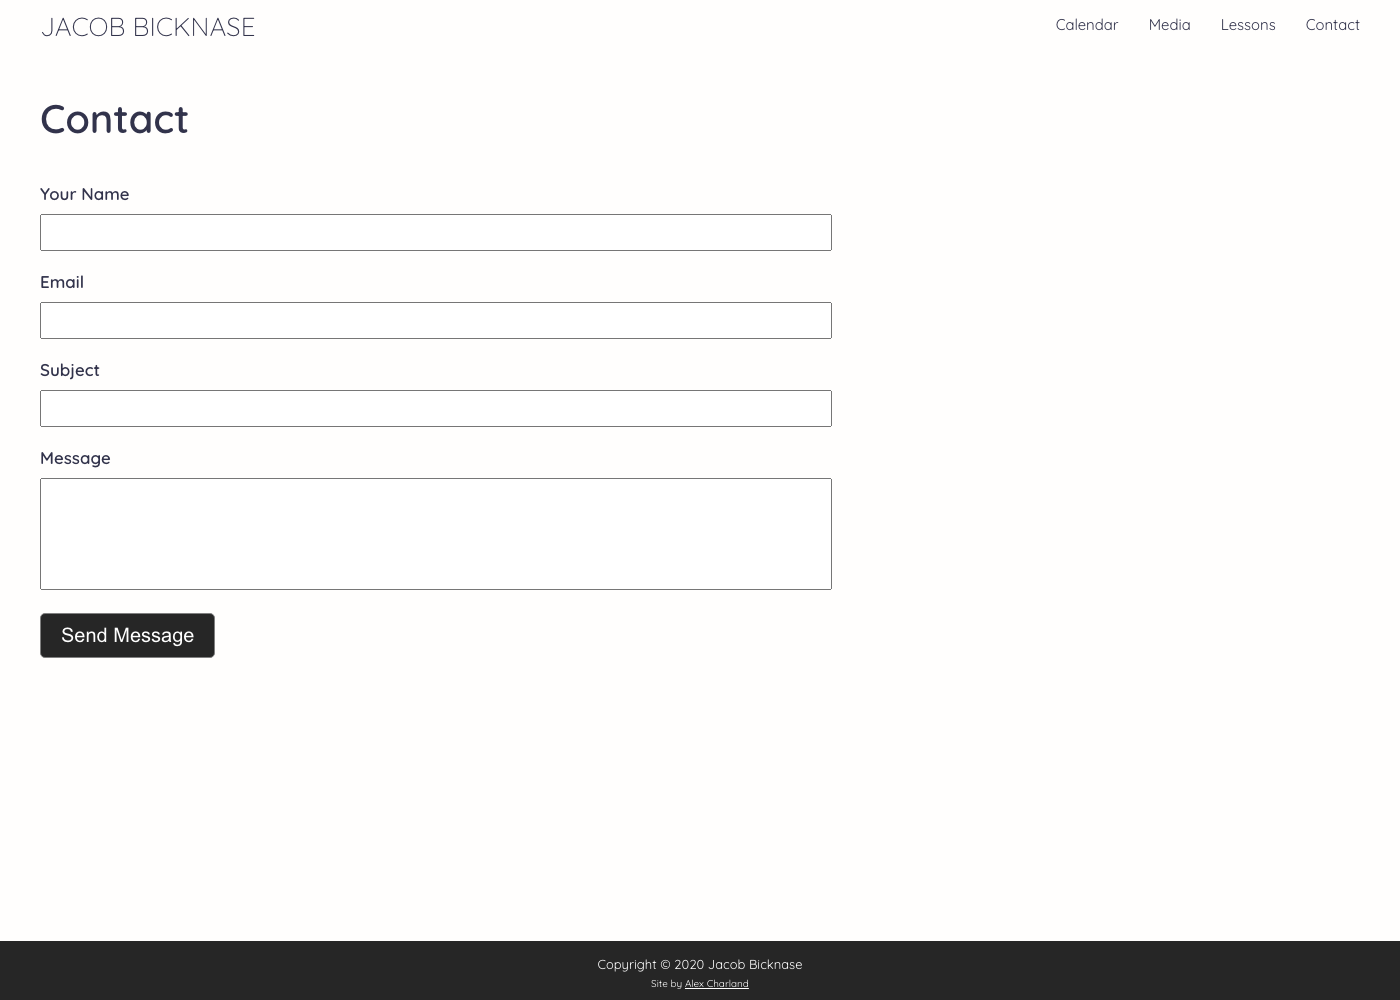 JACOB BICKNASE
Calendar Media Lessons Contact
Contact
Your Name
Email
Subject
Message
Send Message
Copyright © 2020 Jacob Bicknase
Site by Alex Charland